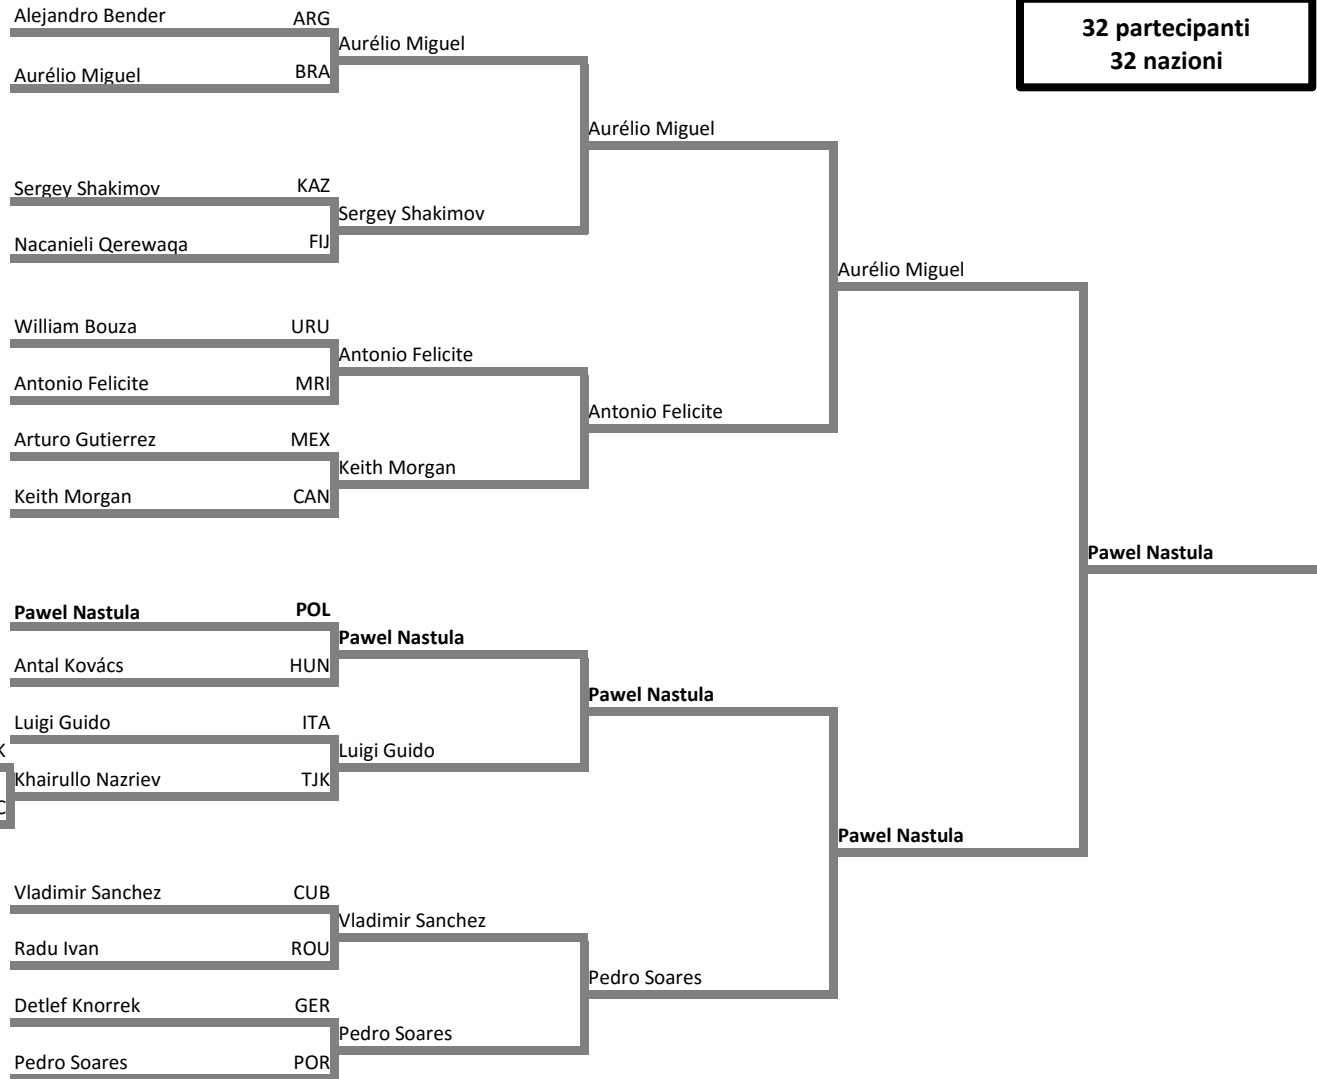 Alejandro Bender ARG
Aurélio Miguel
Aurélio Miguel BRA
32 partecipanti
32 nazioni
Aurélio Miguel
Sergey Shakimov KAZ
Sergey Shakimov
Nacanieli Qerewaqa FIJ
Aurélio Miguel
William Bouza URU
Antonio Felicite
Antonio Felicite MRI
Antonio Felicite
Arturo Gutierrez MEX
Keith Morgan
Keith Morgan CAN
Pawel Nastula
Pawel Nastula POL
Pawel Nastula
Antal Kovács HUN
Pawel Nastula
Luigi Guido ITA
K
Luigi Guido
Khairullo Nazriev TJK
C
Pawel Nastula
Vladimir Sanchez CUB
Vladimir Sanchez
Radu Ivan ROU
Pedro Soares
Detlef Knorrek GER
Pedro Soares
Pedro Soares POR